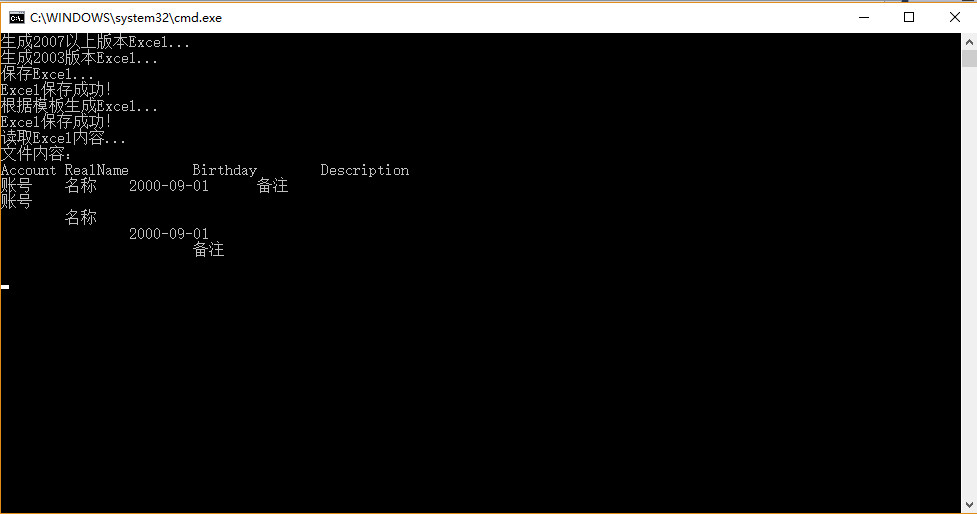 C:\WINDOWS\system32\cmd.exe
生成2007以上版本Excel...
生成2003版本Excel...
保存Excel...
Excel保存成功!
根据模板生成Excel...
Excel保存成功!
读取Excel内容...
文件内容:
Account RealName Birthday Description
账号 名称 2000-09-01 备注
账号
名称
2000-09-01
备注